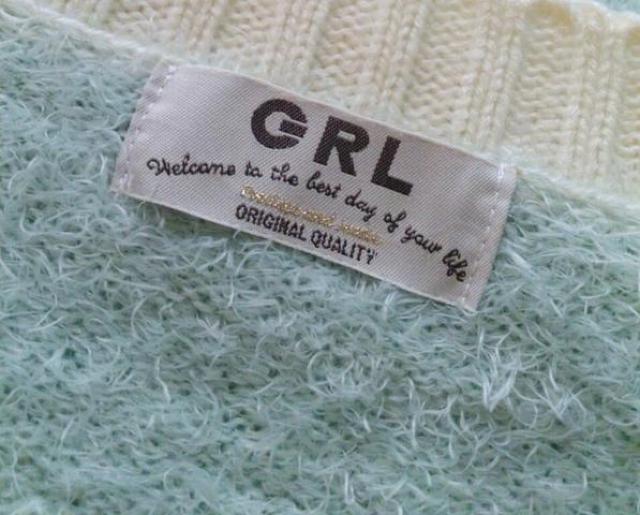 GRL
Welcome to the best day of your life
ORIGINAL QUALITY